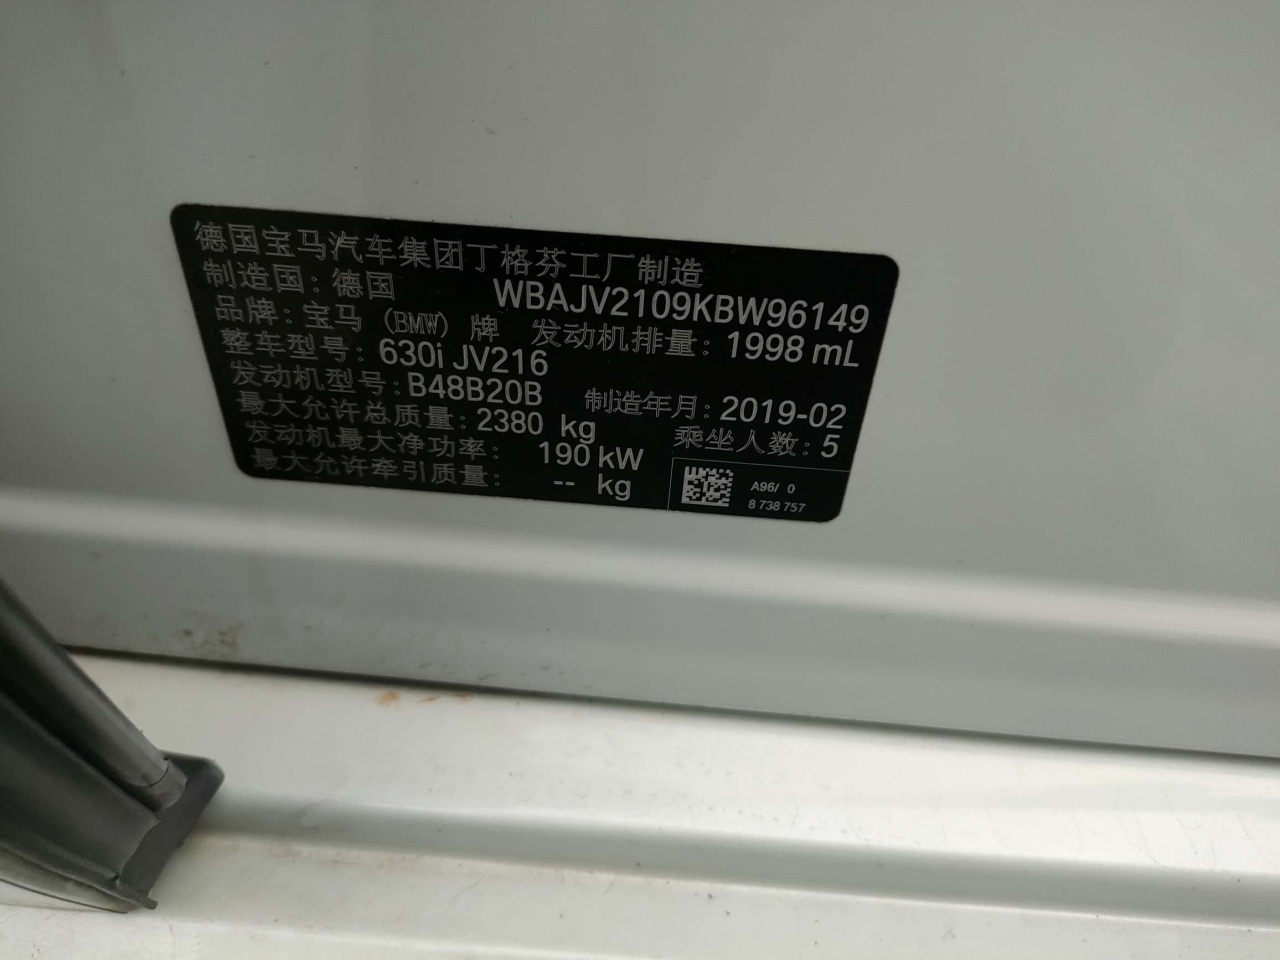 德国宝马汽车集团丁格芬工厂制造
制造国：德国 WBAJV2109KBW96149
品牌：宝马（BMW）牌 发动机排量：1998 mL
整车型号：630i JV216
发动机型号：B48B20B 制造年月：2019-02
最大允许总质量：2380 kg 乘坐人数：5
发动机最大净功率： 190 kW
最大允许牵引质量： -- kg
A96/ 0
8 738 757